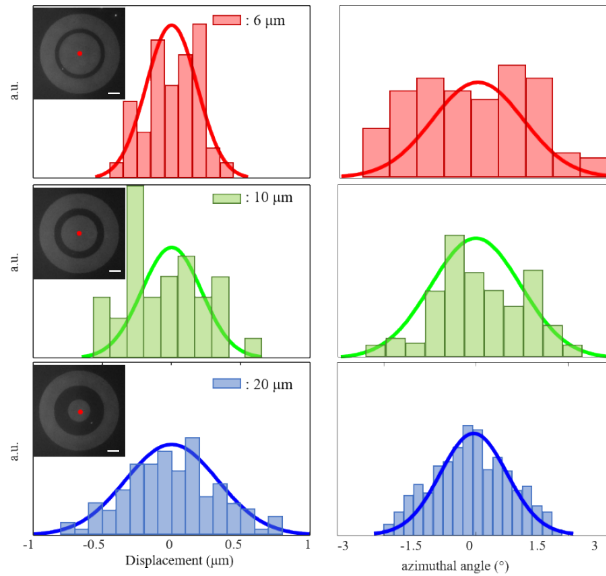 : 6 μm
a.u.
: 10 μm
a.u.
: 20 μm
a.u.
-1 -0.5 0 0.5 1
-3 -1.5 0 1.5 3
Displacement (μm)
azimuthal angle (°)